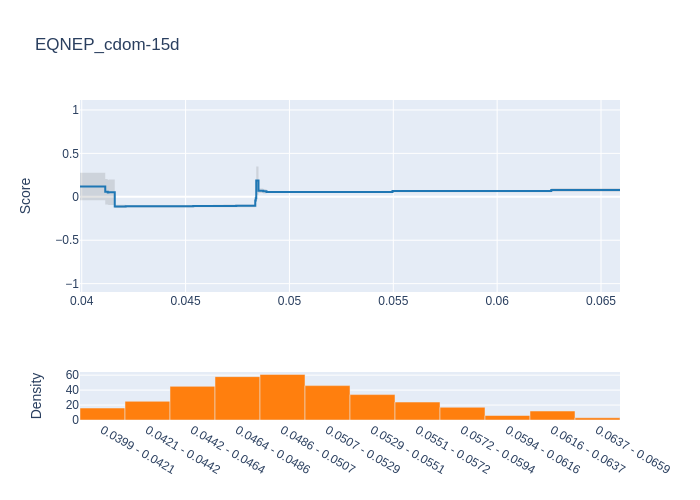 EQNEP_cdom-15d
Score
1
0.5
0
−0.5
−1
0.04 0.045 0.05 0.055 0.06 0.065
Density
60
40
20
0
0.0399 - 0.0421
0.0421 - 0.0442
0.0442 - 0.0464
0.0464 - 0.0486
0.0486 - 0.0507
0.0507 - 0.0529
0.0529 - 0.0551
0.0551 - 0.0572
0.0572 - 0.0594
0.0594 - 0.0616
0.0616 - 0.0637
0.0637 - 0.0659